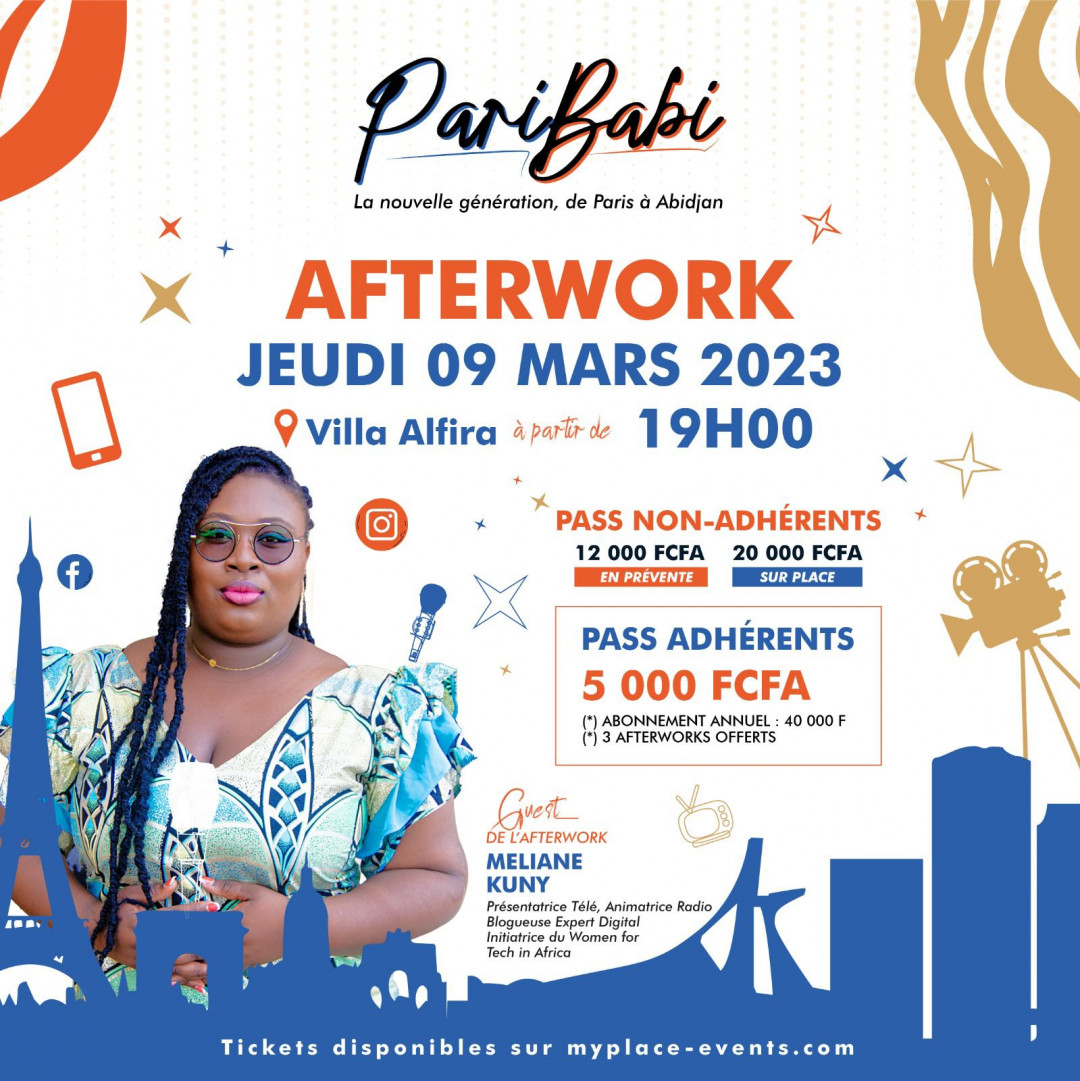 PariBabi
La nouvelle génération, de Paris à Abidjan
AFTERWORK
JEUDI 09 MARS 2023
Villa Alfira à partir de 19H00
PASS NON-ADHÉRENTS
12 000 FCFA 20 000 FCFA
EN PRÉVENTE SUR PLACE
PASS ADHÉRENTS
5 000 FCFA
(*) ABONNEMENT ANNUEL : 40 000 F
(*) 3 AFTERWORKS OFFERTS
Guest
DE L'AFTERWORK
MELIANE
KUNY
Présentatrice Télé, Animatrice Radio
Blogueuse Expert Digital
Initiatrice du Women for
Tech in Africa
Tickets disponibles sur myplace-events.com